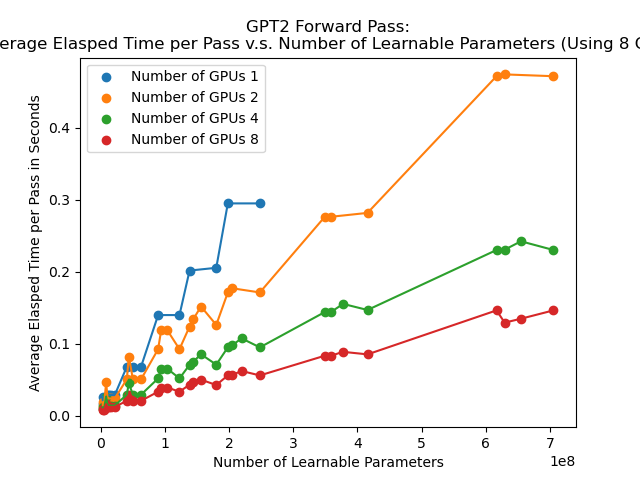 GPT2 Forward Pass:
erage Elasped Time per Pass v.s. Number of Learnable Parameters (Using 8 G
Number of GPUs 1
Number of GPUs 2
Number of GPUs 4
Number of GPUs 8
Average Elasped Time per Pass in Seconds
0.4
0.3
0.2
0.1
0.0
0 1 2 3 4 5 6 7
1e8
Number of Learnable Parameters